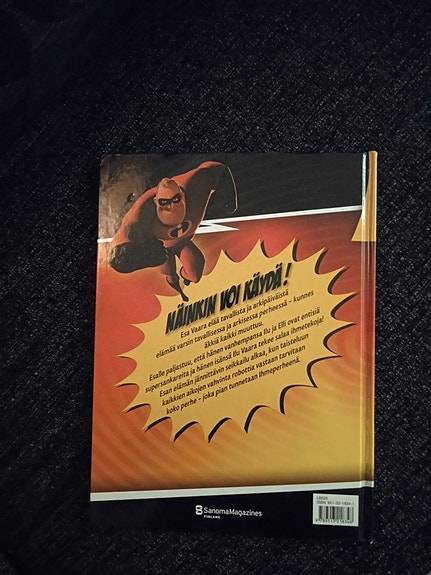 NÄINKIN VOI KÄYDÄ!
Esa Vaara elää tavallista ja arkipäiväistä
elämää varsin tavallisessa ja arkisessa perheessä – kunnes
äkkiä kaikki muuttuu.
Esalle paljastuu, että hänen vanhempansa Ilu ja Elli ovat entisiä
supersankareita ja hänen isänsä Ilu Vaara tekee salaa ihmetekoja!
Esan elämän jännittävin seikkailu alkaa, kun taisteluun
kaikkien aikojen vahvinta robottia vastaan tarvitaan
koko perhe – joka pian tunnetaan Ihmeperheenä.
SanomaMagazines
FINLAND